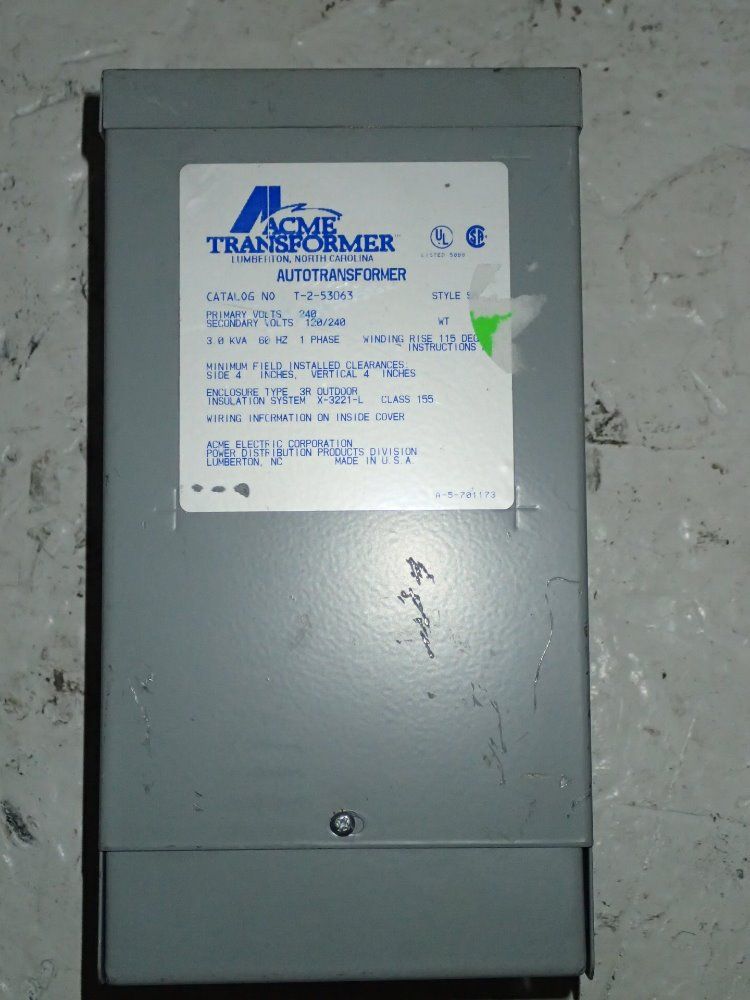 ACME
TRANSFORMER
LUMBERTON, NORTH CAROLINA
AUTOTRANSFORMER
UL
SA
LISTED
CATALOG NO T-2-53063 STYLE
PRIMARY VOLTS 240
SECONDARY VOLTS 120/240 WT
3.0 KVA 60 HZ 1 PHASE WINDING RISE 115 DEG
INSTRUCTIONS
MINIMUM FIELD INSTALLED CLEARANCES
SIDE 4 INCHES, VERTICAL 4 INCHES
ENCLOSURE TYPE 3R OUTDOOR
INSULATION SYSTEM X-3221-L CLASS 155
WIRING INFORMATION ON INSIDE COVER
ACME ELECTRIC CORPORATION
POWER DISTRIBUTION PRODUCTS DIVISION
LUMBERTON, NC MADE IN U.S.A.
A-5-701173